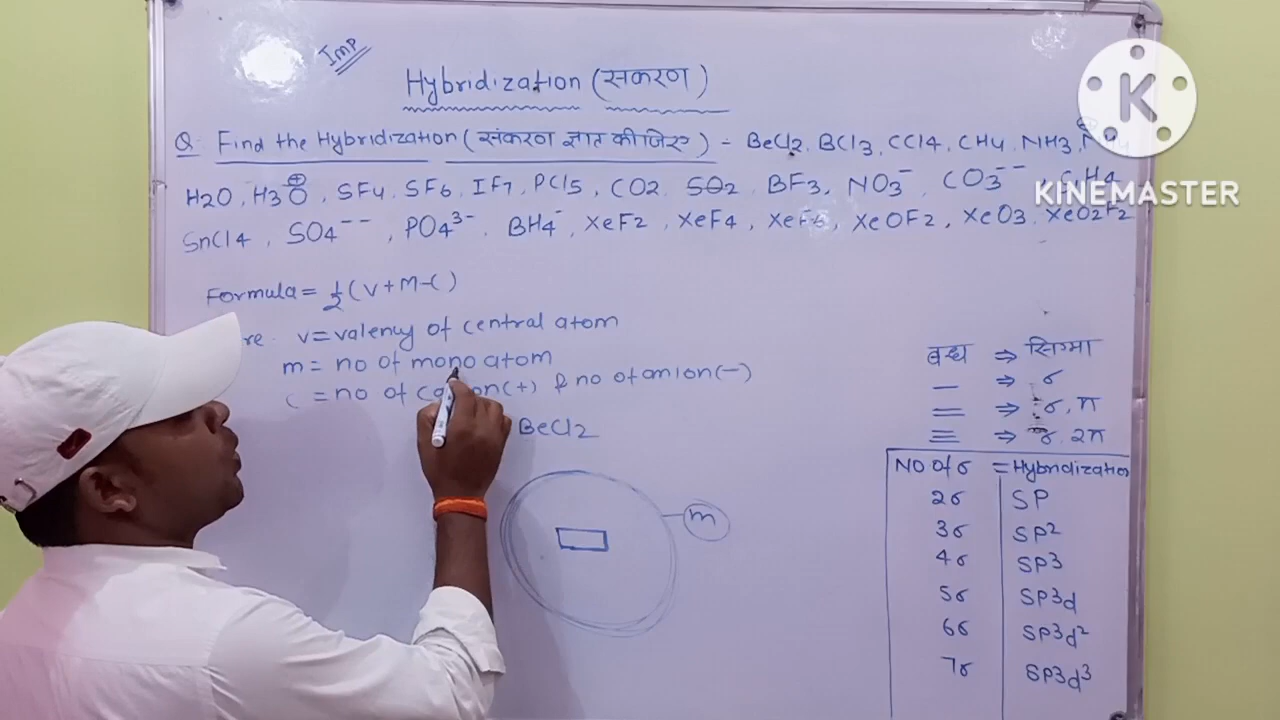 Imp
Hybridization (सकरण)
Q. Find the Hybridization (संकरण ज्ञात कीजिए) - BeCl2, BCl3, CCl4, CH4, NH3,
H2O, H3O⊕, SF4, SF6, IF7, PCl5, CO2, SO2, BF3, NO3⁻, CO3⁻⁻,
SnCl4, SO4⁻⁻, PO4³⁻, BH4⁻, XeF2, XeF4, XeOF2, XeO3, XeO2F2
K
KINEMASTER
Formula = 1/2 (V+M-C)
v = valency of central atom
m = no of mono atom
C = no of cation (+) & no of anion (-)
BeCl2
m
बन्ध ⇒ सिग्मा
— ⇒ σ
= ⇒ σ, π
≡ ⇒ σ, 2π
No of σ = Hybridization
2σ SP
3σ SP²
4σ SP3
5σ SP³d
6σ SP3d²
7σ SP3d³